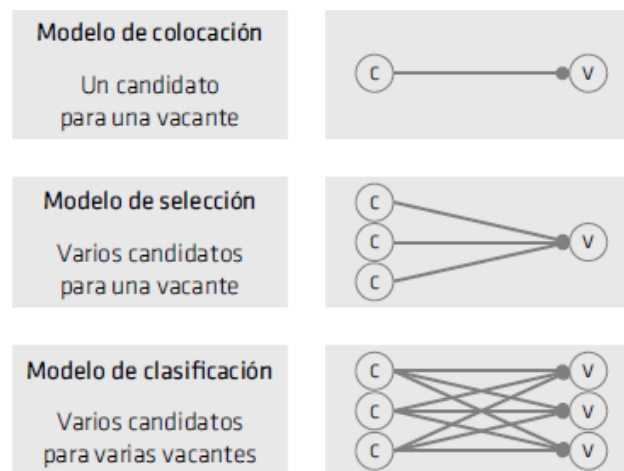 Modelo de colocación
Un candidato
para una vacante
C V
Modelo de selección
Varios candidatos
para una vacante
C
C V
C
Modelo de clasificación
Varios candidatos
para varias vacantes
C V
C V
C V